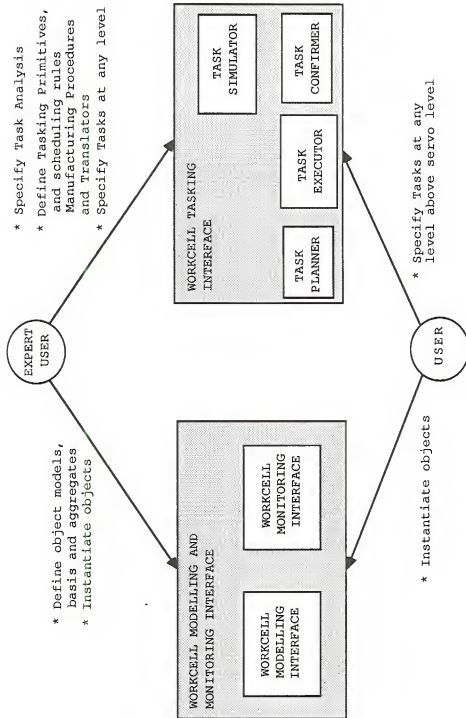 EXPERT
USER
* Define object models,
basis and aggregates
* Instantiate objects
* Specify Task Analysis
* Define Tasking Primitives,
and scheduling rules
Manufacturing Procedures
and Translators
* Specify Tasks at any level
WORKCELL MODELLING AND
MONITORING INTERFACE
WORKCELL
MODELLING
INTERFACE
WORKCELL
MONITORING
INTERFACE
WORKCELL TASKING
INTERFACE
TASK
SIMULATOR
TASK
PLANNER
TASK
EXECUTOR
TASK
CONFIRMER
* Instantiate objects
* Specify Tasks at any
level above servo level
USER